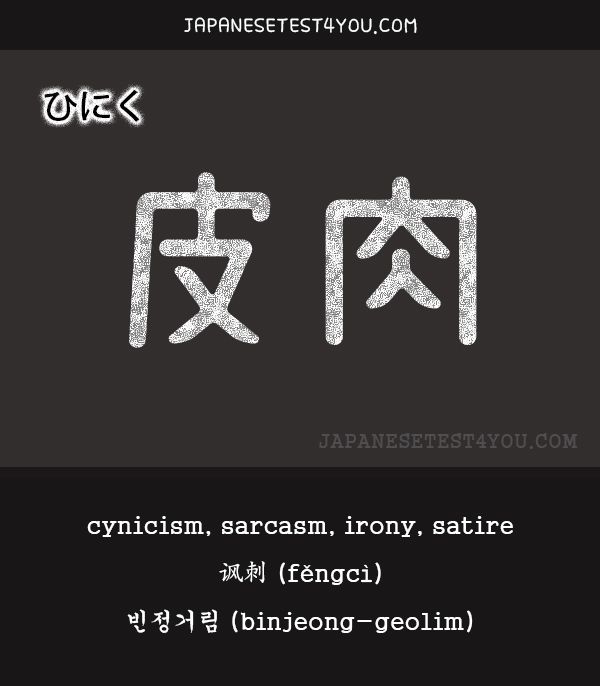 JAPANESETEST4YOU.COM
ひにく
皮肉
JAPANESETEST4YOU.COM
cynicism, sarcasm, irony, satire
讽刺 (fěngcì)
빈정거림 (binjeong-geolim)